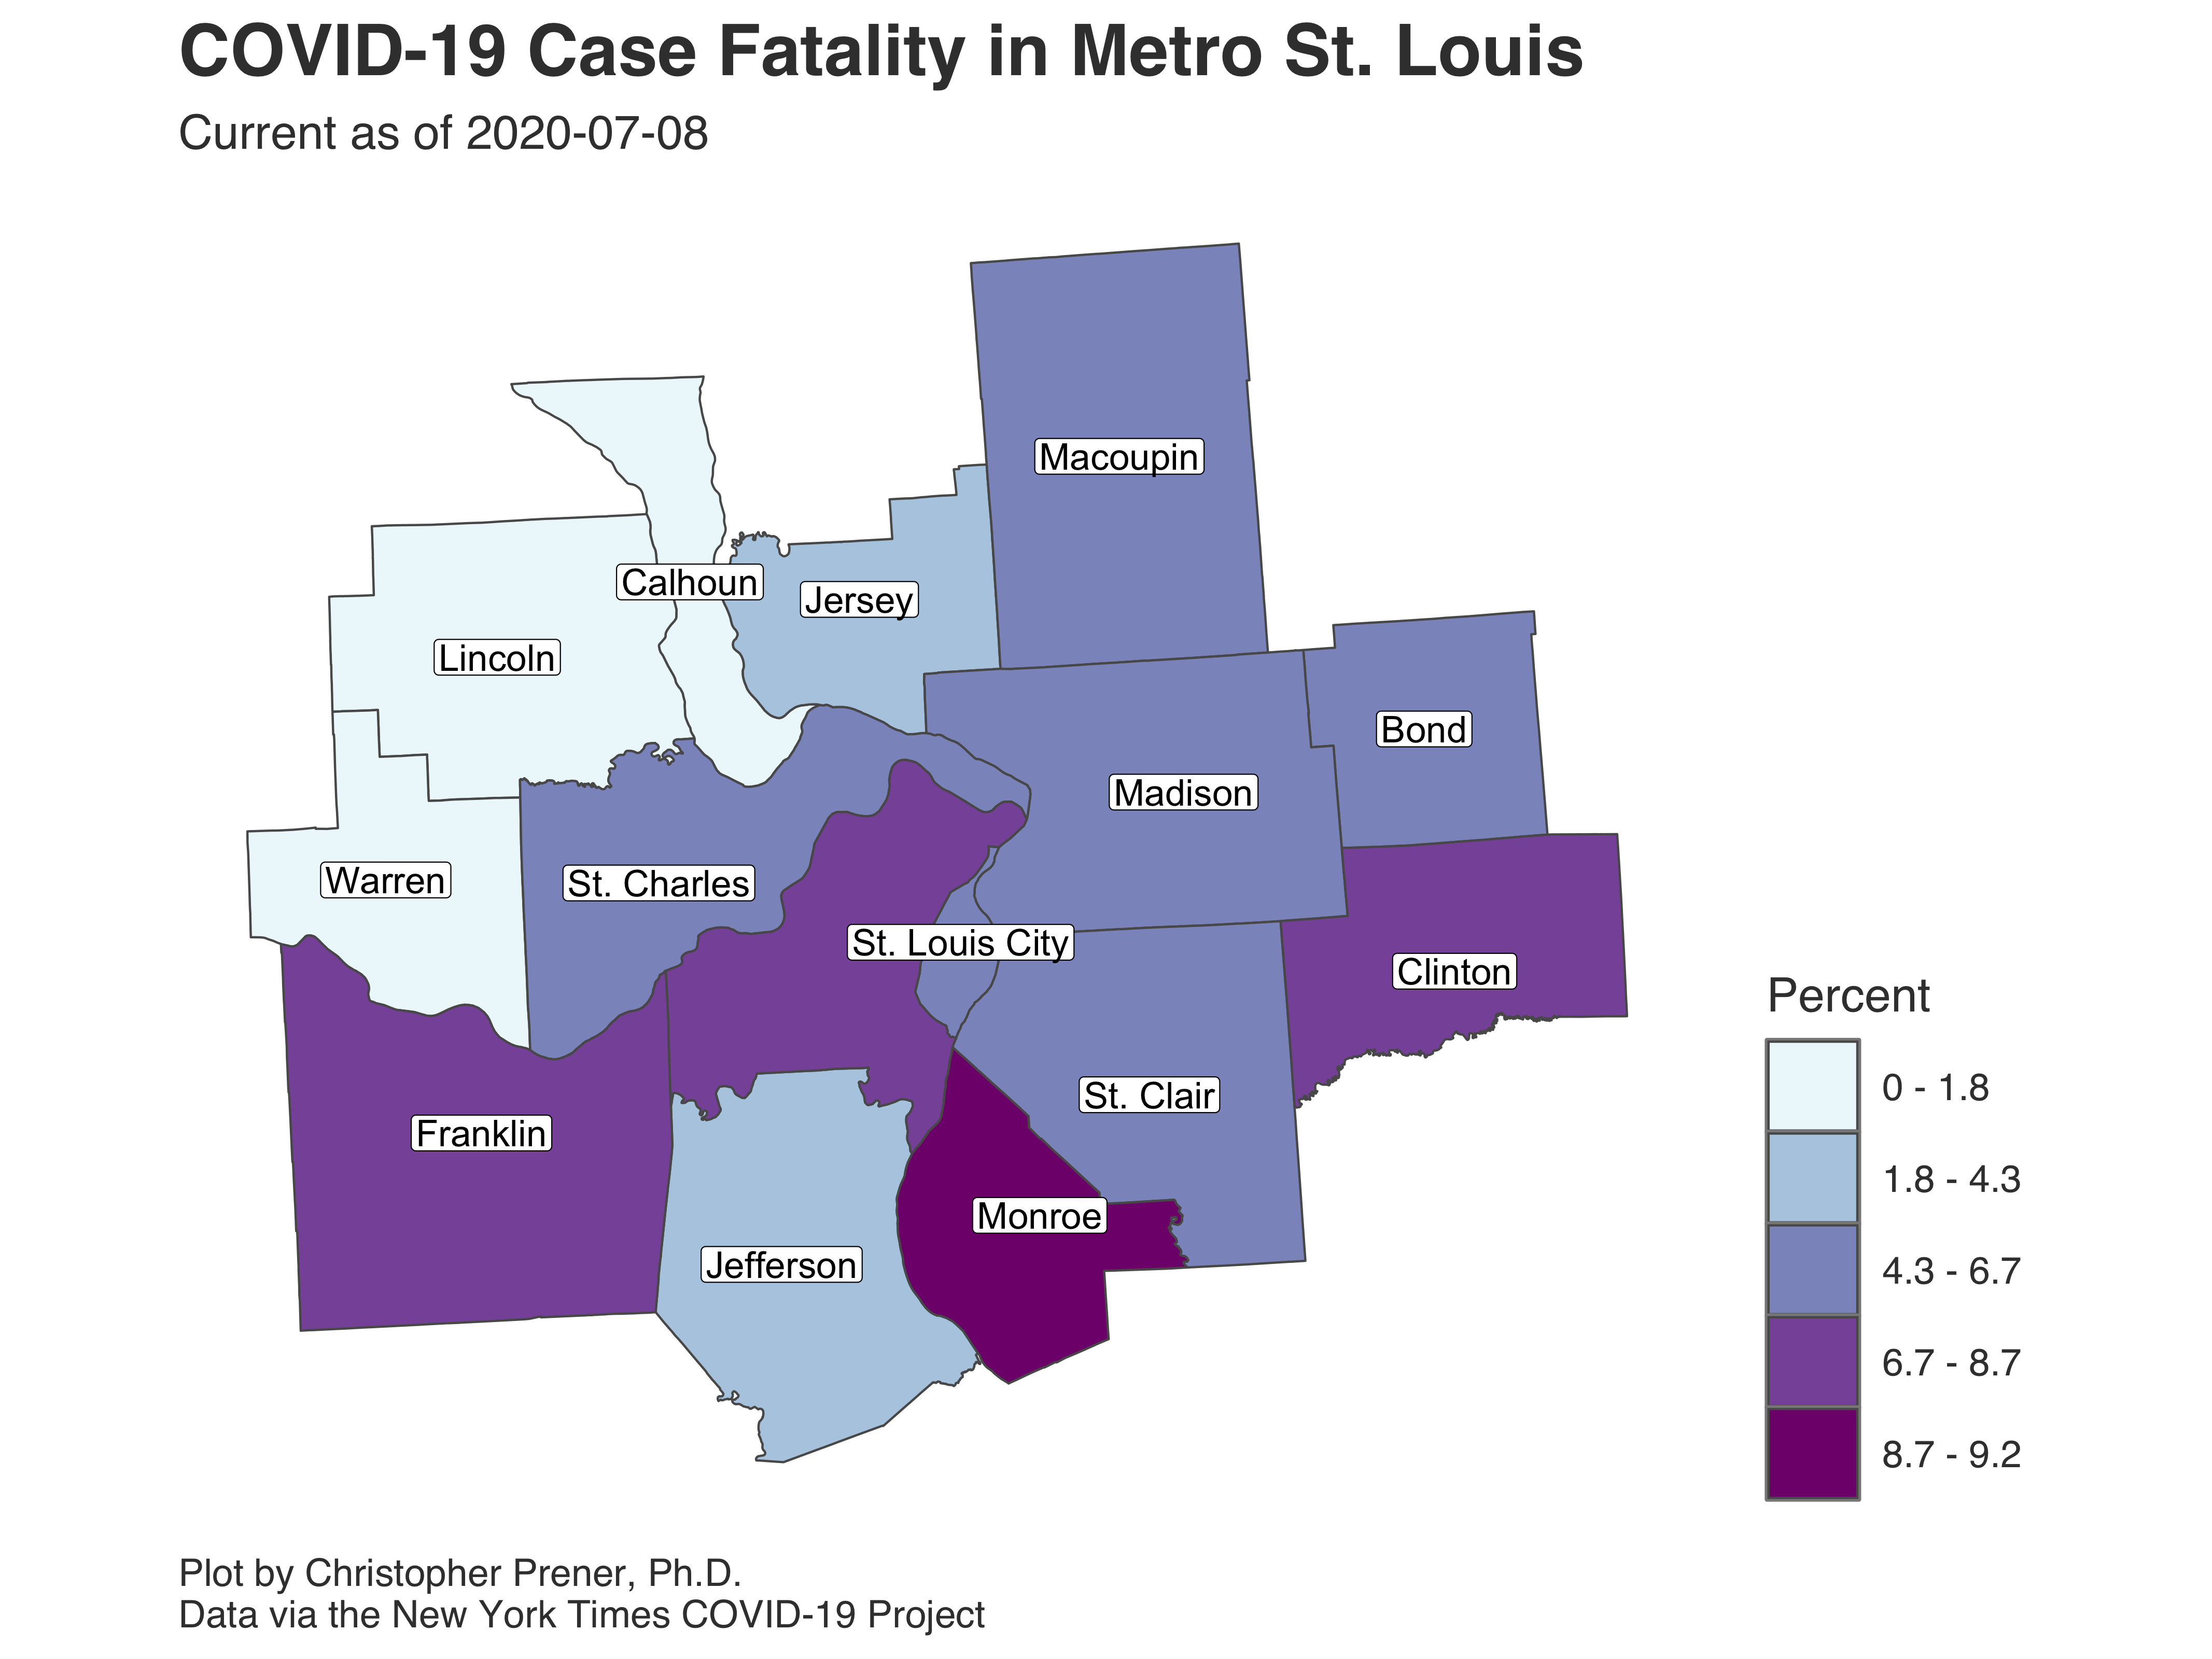 COVID-19 Case Fatality in Metro St. Louis
Current as of 2020-07-08
Macoupin
Calhoun
Jersey
Lincoln
Bond
Madison
Warren
St. Charles
St. Louis City
Clinton
St. Clair
Franklin
Monroe
Jefferson
Percent
0 - 1.8
1.8 - 4.3
4.3 - 6.7
6.7 - 8.7
8.7 - 9.2
Plot by Christopher Prener, Ph.D.
Data via the New York Times COVID-19 Project